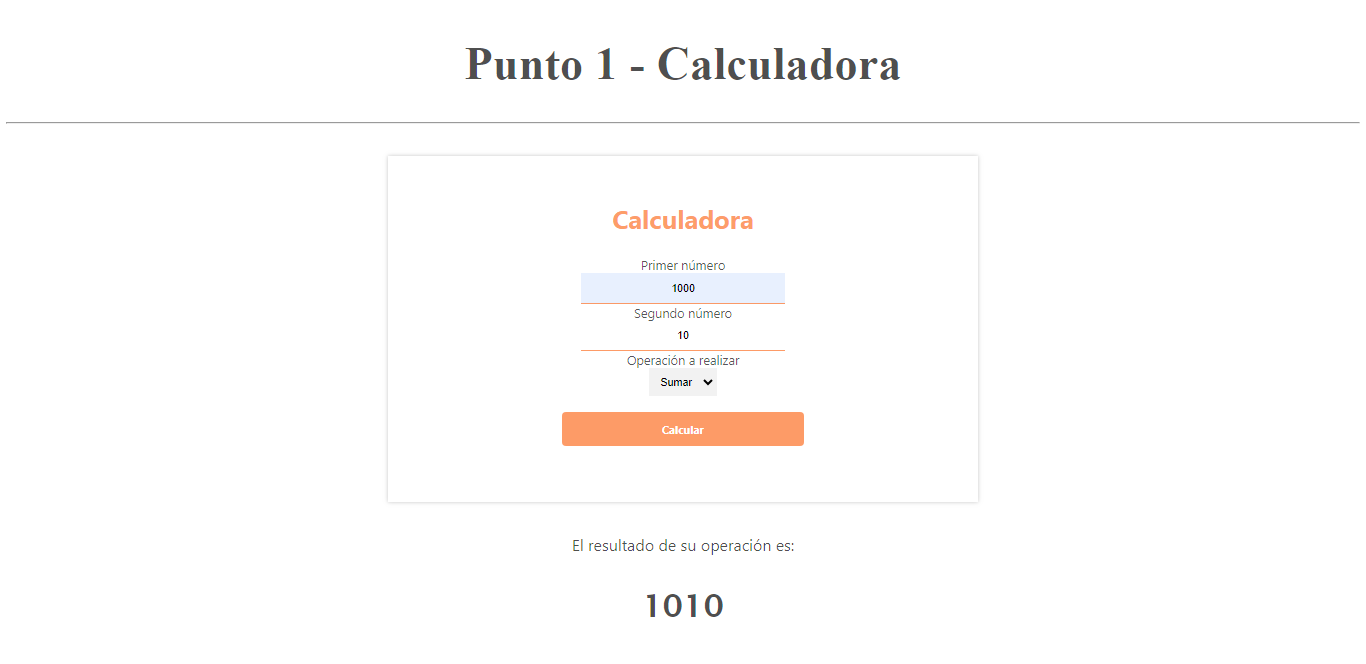 Punto 1 - Calculadora
Calculadora
Primer número
1000
Segundo número
10
Operación a realizar
Sumar
Calcular
El resultado de su operación es:
1010